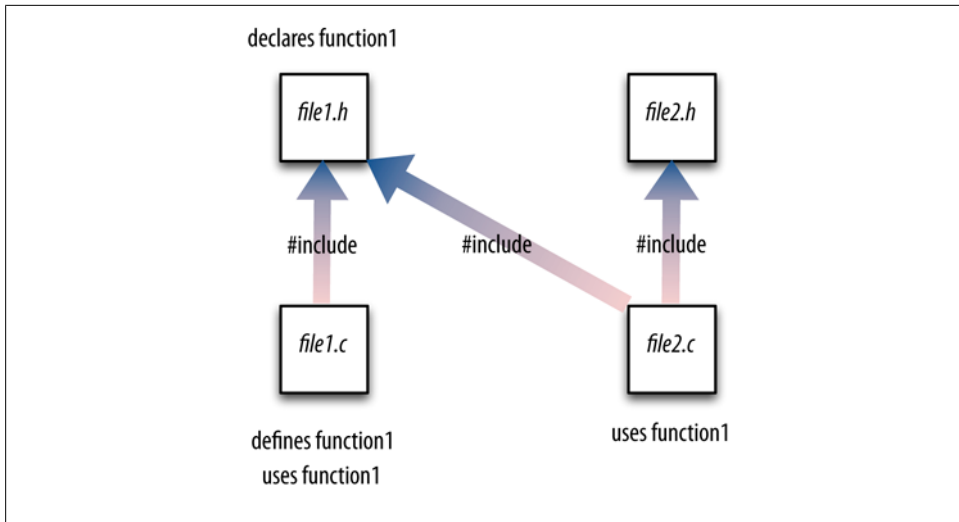 declares function1
file1.h
file2.h
#include
#include
#include
file1.c
file2.c
defines function1
uses function1
uses function1